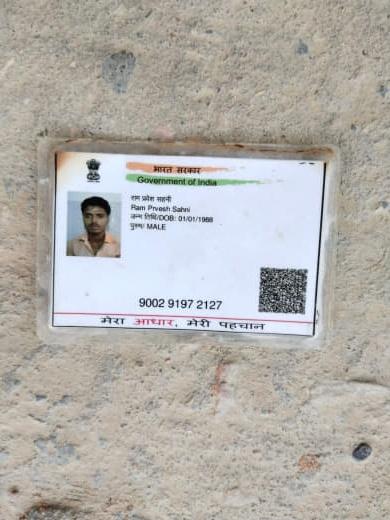 भारत सरकार
Government of India
राम प्रवेश सहनी
Ram Prvesh Sahni
जन्म तिथि/DOB: 01/01/1988
पुरुष/ MALE
9002 9197 2127
मेरा आधार, मेरी पहचान